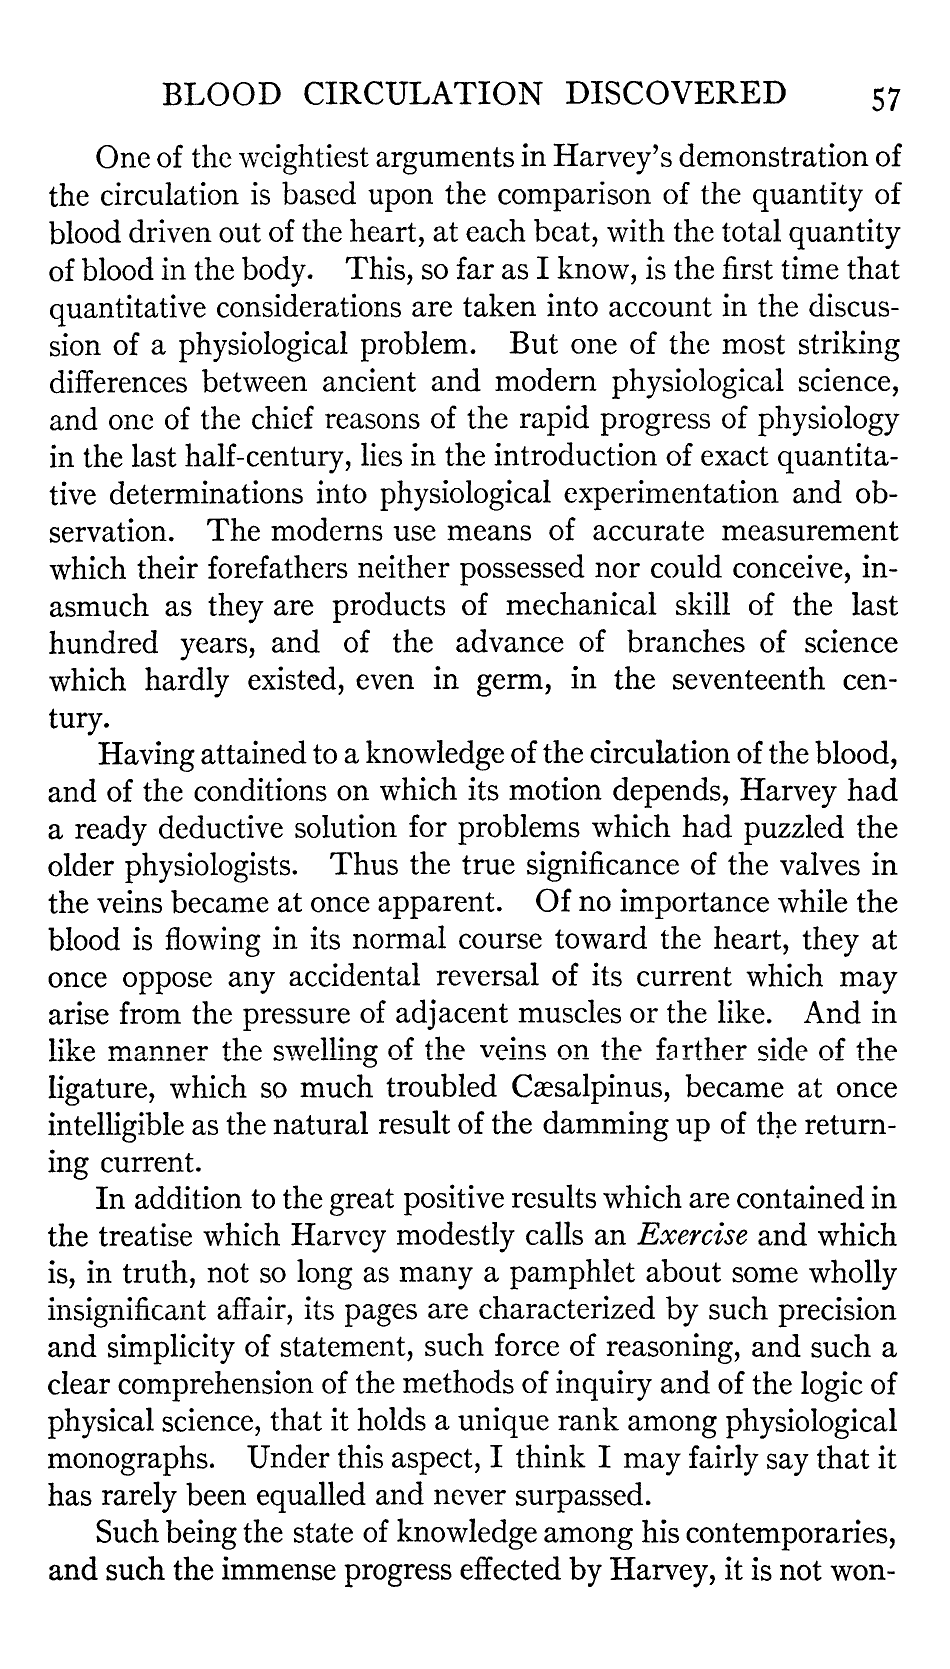 BLOOD CIRCULATION DISCOVERED 57
One of the weightiest arguments in Harvey's demonstration of
the circulation is based upon the comparison of the quantity of
blood driven out of the heart, at each beat, with the total quantity
of blood in the body. This, so far as I know, is the first time that
quantitative considerations are taken into account in the discus-
sion of a physiological problem. But one of the most striking
differences between ancient and modern physiological science,
and one of the chief reasons of the rapid progress of physiology
in the last half-century, lies in the introduction of exact quantita-
tive determinations into physiological experimentation and ob-
servation. The moderns use means of accurate measurement
which their forefathers neither possessed nor could conceive, in-
asmuch as they are products of mechanical skill of the last
hundred years, and of the advance of branches of science
which hardly existed, even in germ, in the seventeenth cen-
tury.
Having attained to a knowledge of the circulation of the blood,
and of the conditions on which its motion depends, Harvey had
a ready deductive solution for problems which had puzzled the
older physiologists. Thus the true significance of the valves in
the veins became at once apparent. Of no importance while the
blood is flowing in its normal course toward the heart, they at
once oppose any accidental reversal of its current which may
arise from the pressure of adjacent muscles or the like. And in
like manner the swelling of the veins on the farther side of the
ligature, which so much troubled Cæsalpinus, became at once
intelligible as the natural result of the damming up of the return-
ing current.
In addition to the great positive results which are contained in
the treatise which Harvey modestly calls an Exercise and which
is, in truth, not so long as many a pamphlet about some wholly
insignificant affair, its pages are characterized by such precision
and simplicity of statement, such force of reasoning, and such a
clear comprehension of the methods of inquiry and of the logic of
physical science, that it holds a unique rank among physiological
monographs. Under this aspect, I think I may fairly say that it
has rarely been equalled and never surpassed.
Such being the state of knowledge among his contemporaries,
and such the immense progress effected by Harvey, it is not won-